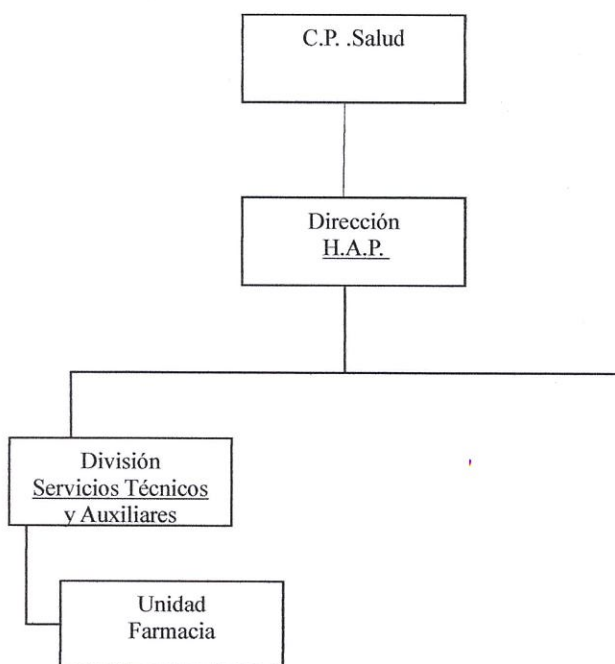 C.P. .Salud
Dirección
H.A.P.
División
Servicios Técnicos
y Auxiliares
Unidad
Farmacia